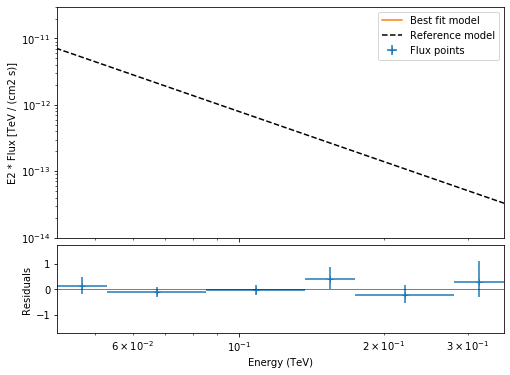 Best fit model
Reference model
Flux points
E2 * Flux [TeV / (cm2 s)]
10⁻¹¹
10⁻¹²
10⁻¹³
10⁻¹⁴
Residuals
1
0
−1
6 × 10⁻²
10⁻¹
2 × 10⁻¹
3 × 10⁻¹
Energy (TeV)